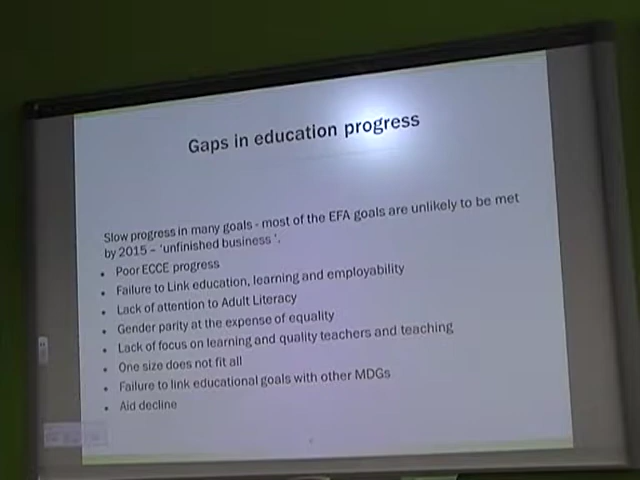 Gaps in education progress
Slow progress in many goals - most of the EFA goals are unlikely to be met
by 2015 – 'unfinished business '.
• Poor ECCE progress
• Failure to Link education, learning and employability
• Lack of attention to Adult Literacy
• Gender parity at the expense of equality
• Lack of focus on learning and quality teachers and teaching
• One size does not fit all
• Failure to link educational goals with other MDGs
• Aid decline